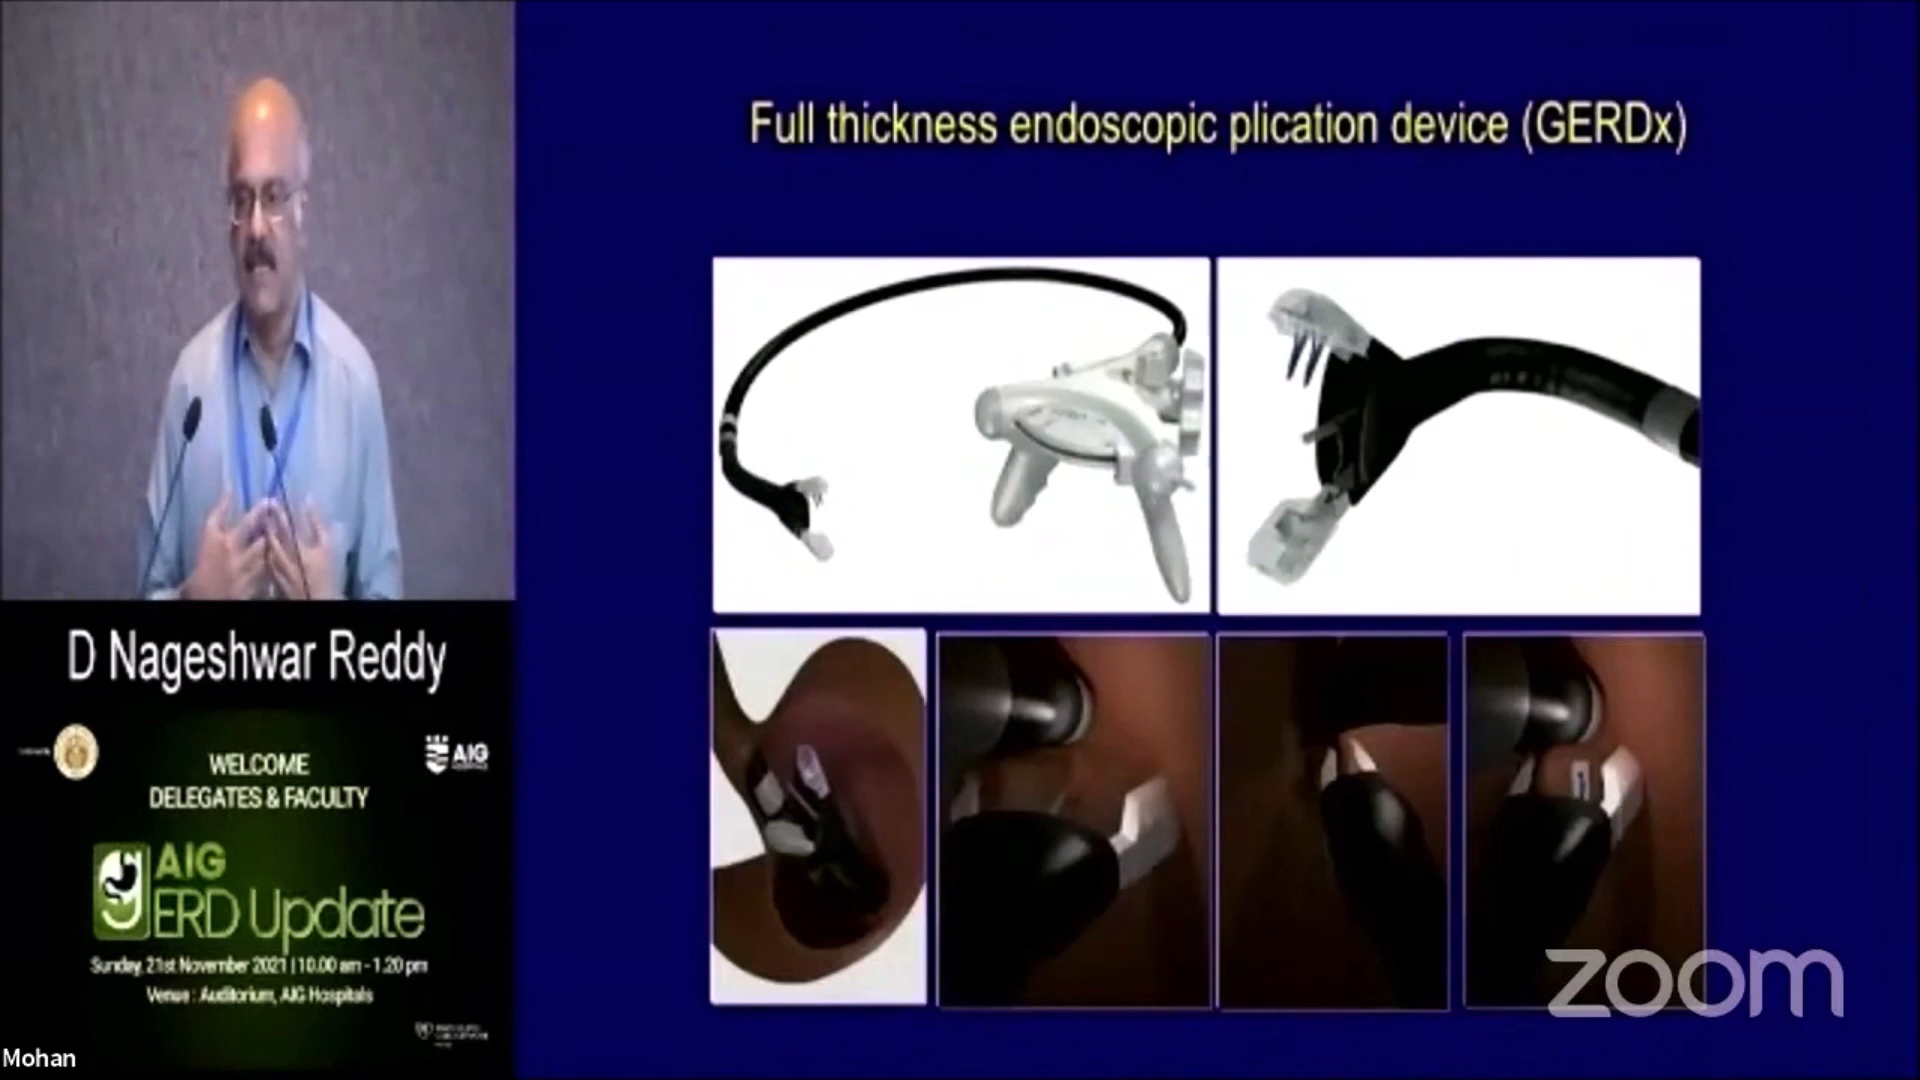 Full thickness endoscopic plication device (GERDx)
D Nageshwar Reddy
WELCOME
DELEGATES & FACULTY
AIG
AIG
gERD Update
Sunday, 21st November 2021 | 10.00 am - 1.20 pm
Venue : Auditorium, AIG Hospitals
Mohan
zoom